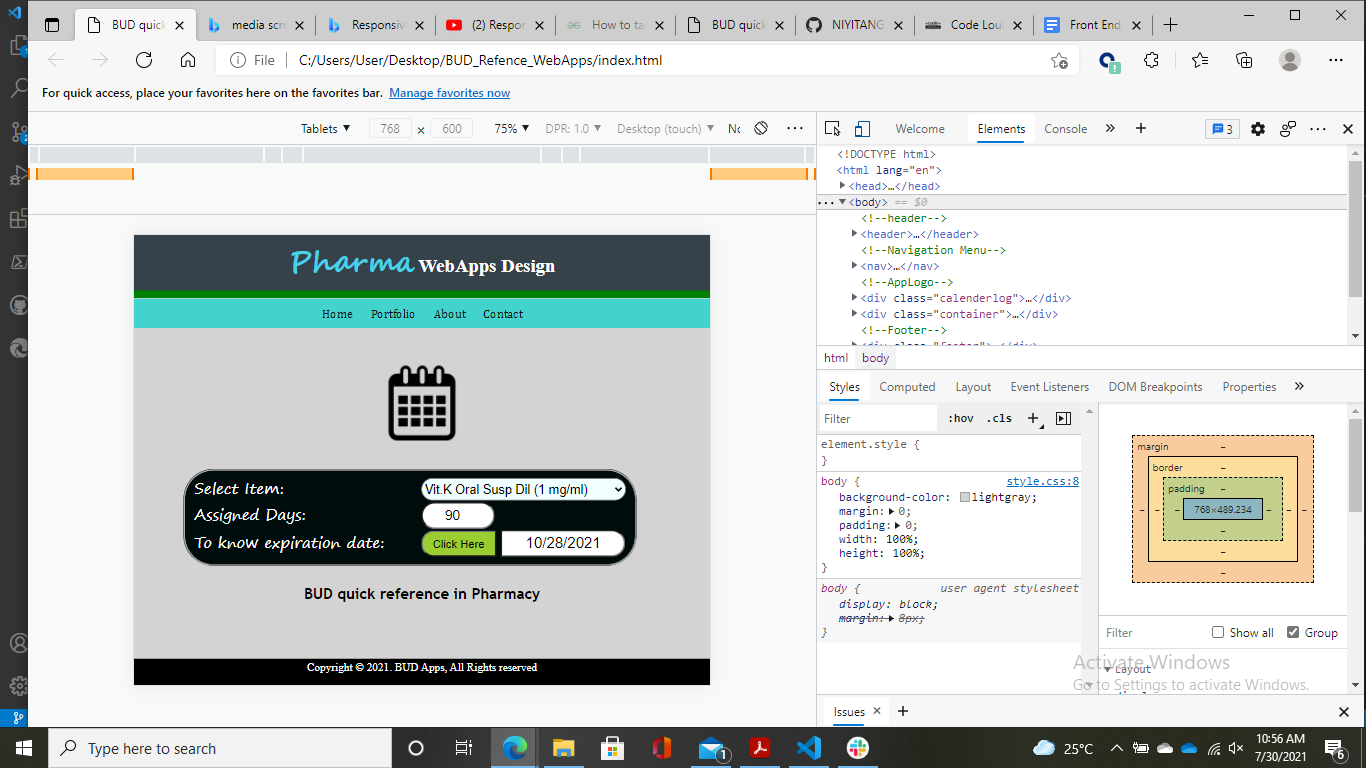 BUD quick
media scre
Responsiv
(2) Respon
How to ta
BUD quick
NIYITANG
Code Lou
Front End
File
C:/Users/User/Desktop/BUD_Refence_WebApps/index.html
For quick access, place your favorites here on the favorites bar. Manage favorites now
Tablets 768 × 600 75% DPR: 1.0 Desktop (touch) No
Welcome Elements Console » + 3
<!DOCTYPE html>
<html lang="en">
<head>…</head>
<body> == $0
<!--header-->
<header>…</header>
<!--Navigation Menu-->
<nav>…</nav>
<!--AppLogo-->
<div class="calenderlog">…</div>
<div class="container">…</div>
<!--Footer-->
<div class="footer">…</div>
html body
Pharma WebApps Design
Home Portfolio About Contact
Select Item: Vit.K Oral Susp Dil (1 mg/ml)
Assigned Days: 90
To know expiration date: Click Here 10/28/2021
BUD quick reference in Pharmacy
Copyright © 2021. BUD Apps, All Rights reserved
Styles Computed Layout Event Listeners DOM Breakpoints Properties »
Filter :hov .cls +
element.style {
}
body { style.css:8
background-color: lightgray;
margin: 0;
padding: 0;
width: 100%;
height: 100%;
}
body { user agent stylesheet
display: block;
margin: 8px;
}
margin –
border –
padding –
– – – 768×489.234 – – –
–
–
–
Filter Show all Group
Layout
Activate Windows
Go to Settings to activate Windows.
Issues × +
Type here to search
1
25°C
10:56 AM
7/30/2021
6